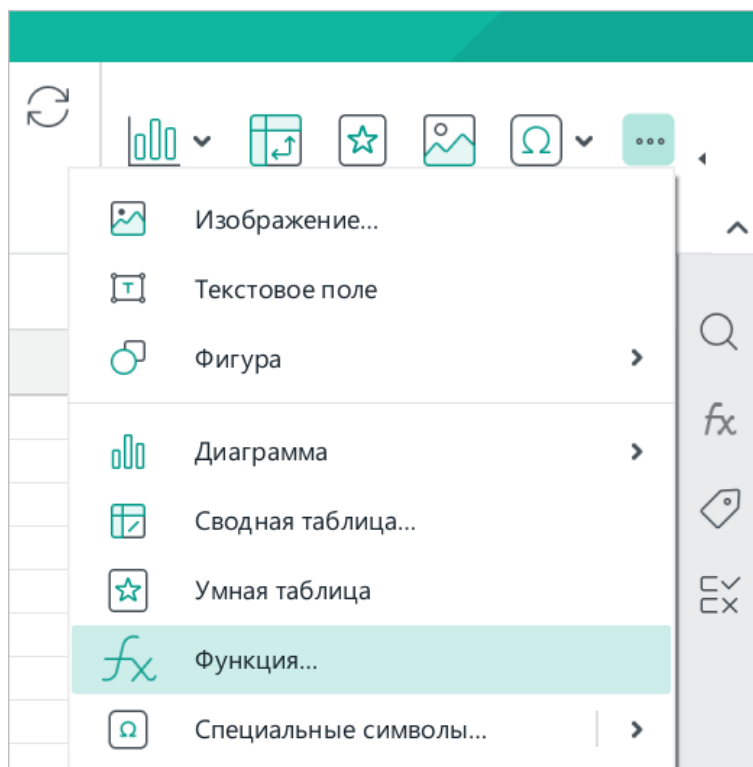 Изображение...
Текстовое поле
Фигура
Диаграмма
Сводная таблица...
Умная таблица
Функция...
Специальные символы...